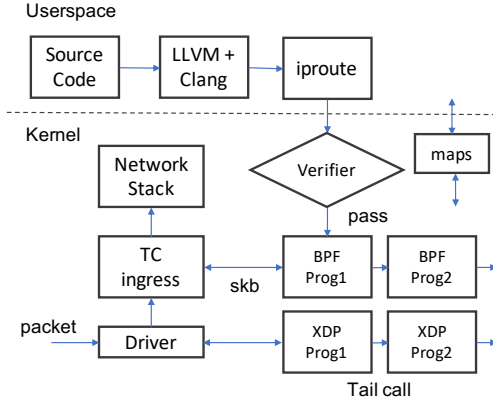 Userspace
Source
Code
LLVM +
Clang
iproute
Kernel
Network
Stack
Verifier
maps
pass
TC
ingress
skb
BPF
Prog1
BPF
Prog2
packet
Driver
XDP
Prog1
XDP
Prog2
Tail call